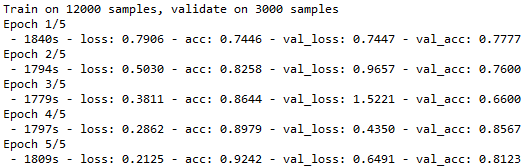 Train on 12000 samples, validate on 3000 samples
Epoch 1/5
 - 1840s - loss: 0.7906 - acc: 0.7446 - val_loss: 0.7447 - val_acc: 0.7777
Epoch 2/5
 - 1794s - loss: 0.5030 - acc: 0.8258 - val_loss: 0.9657 - val_acc: 0.7600
Epoch 3/5
 - 1779s - loss: 0.3811 - acc: 0.8644 - val_loss: 1.5221 - val_acc: 0.6600
Epoch 4/5
 - 1797s - loss: 0.2862 - acc: 0.8979 - val_loss: 0.4350 - val_acc: 0.8567
Epoch 5/5
 - 1809s - loss: 0.2125 - acc: 0.9242 - val_loss: 0.6491 - val_acc: 0.8123